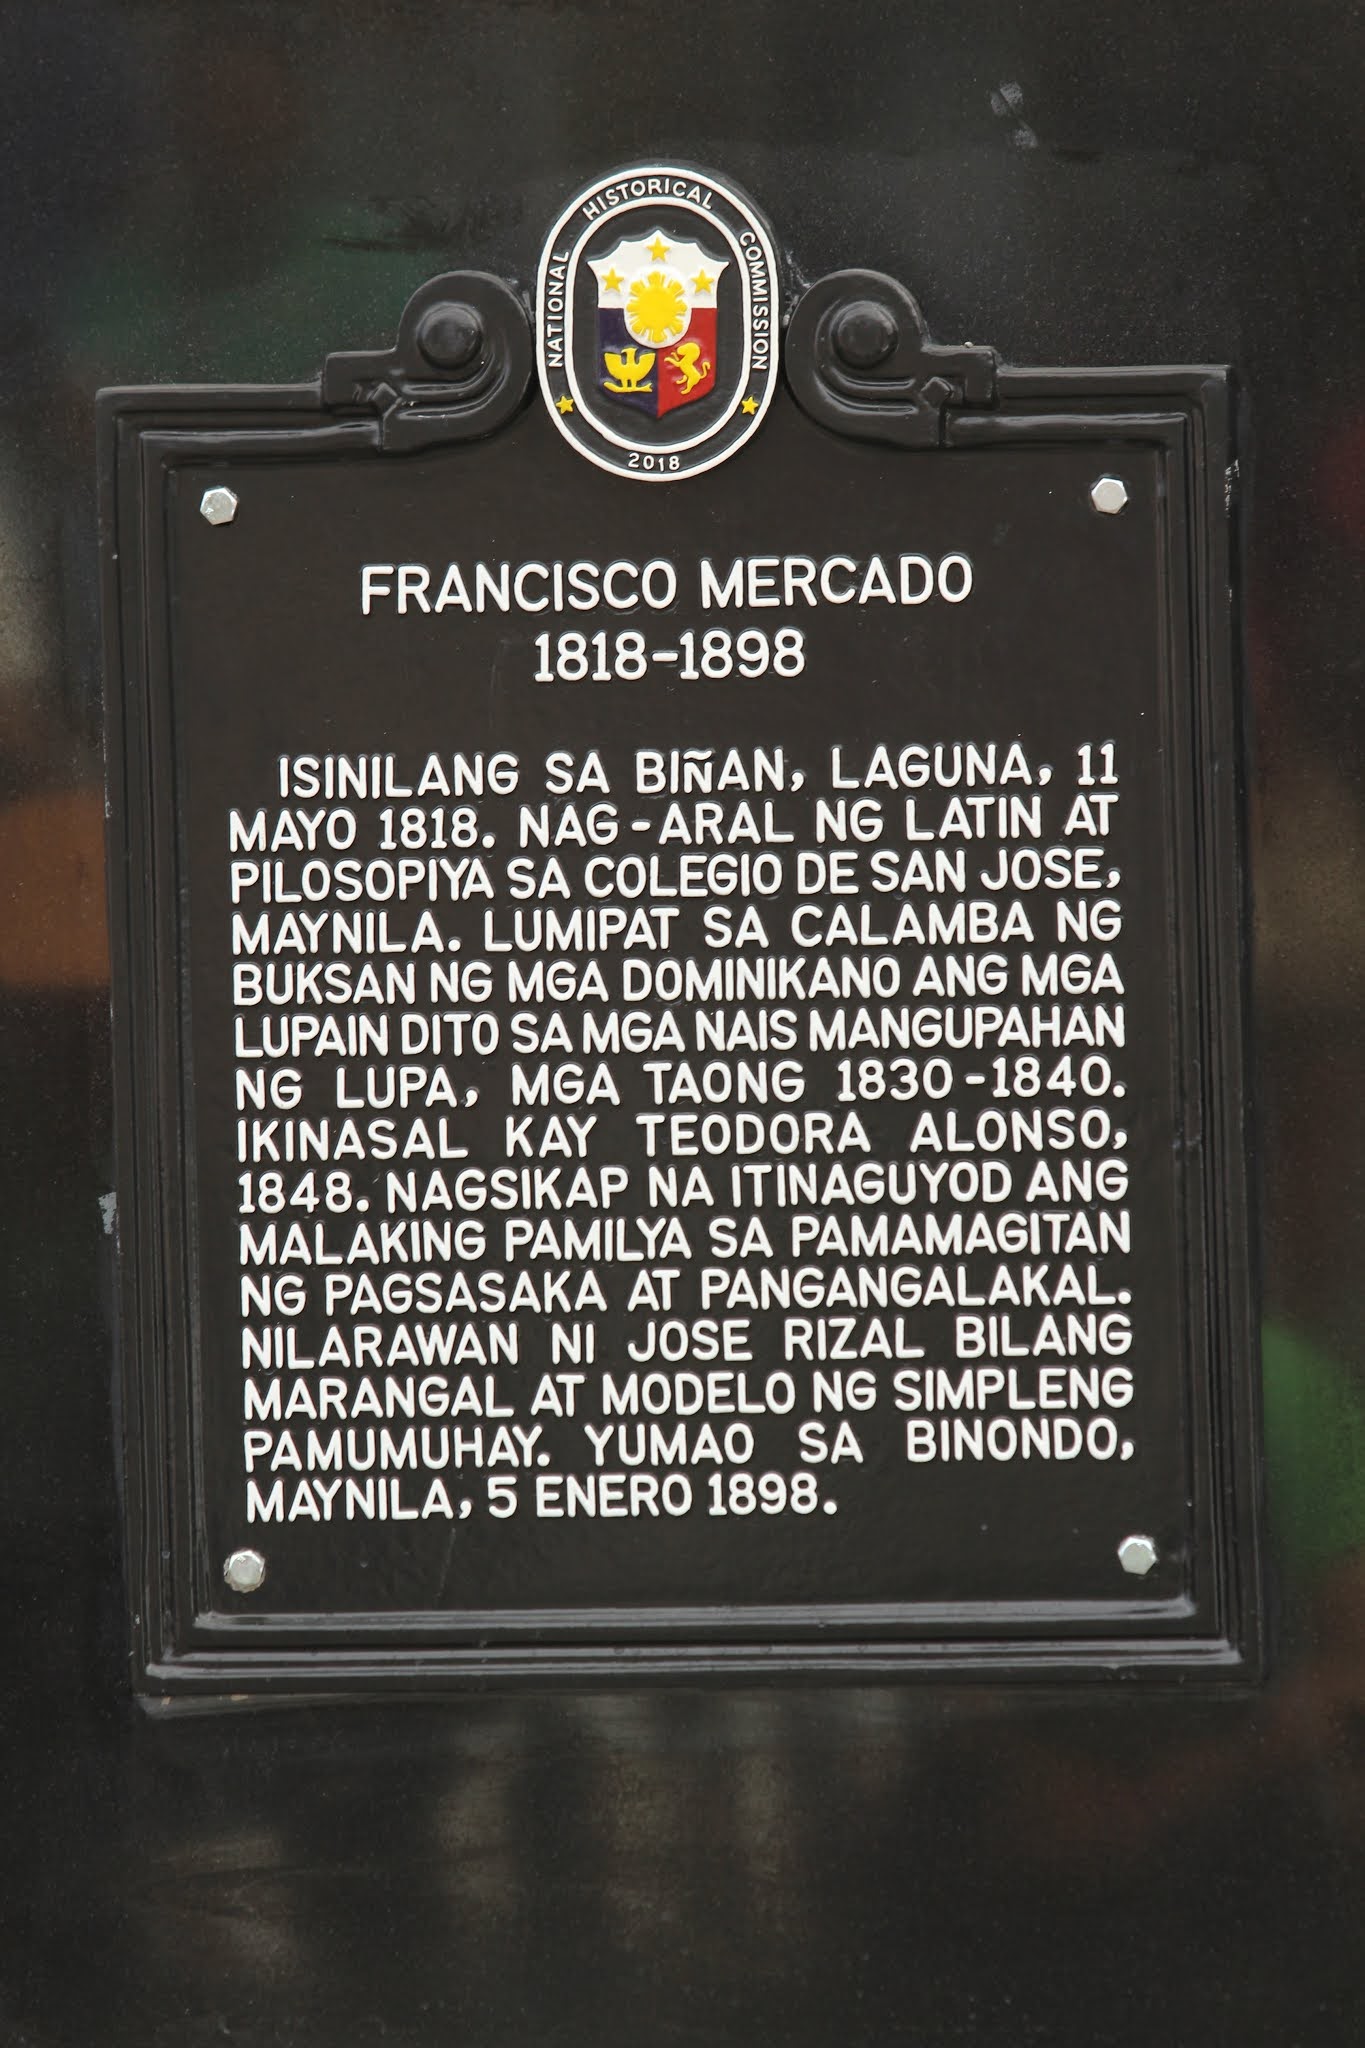 NATIONAL HISTORICAL COMMISSION
2018
FRANCISCO MERCADO
1818-1898
ISINILANG SA BIÑAN, LAGUNA, 11
MAYO 1818. NAG-ARAL NG LATIN AT
PILOSOPIYA SA COLEGIO DE SAN JOSE,
MAYNILA. LUMIPAT SA CALAMBA NG
BUKSAN NG MGA DOMINIKANO ANG MGA
LUPAIN DITO SA MGA NAIS MANGUPAHAN
NG LUPA, MGA TAONG 1830-1840.
IKINASAL KAY TEODORA ALONSO,
1848. NAGSIKAP NA ITINAGUYOD ANG
MALAKING PAMILYA SA PAMAMAGITAN
NG PAGSASAKA AT PANGANGALAKAL.
NILARAWAN NI JOSE RIZAL BILANG
MARANGAL AT MODELO NG SIMPLENG
PAMUMUHAY. YUMAO SA BINONDO,
MAYNILA, 5 ENERO 1898.